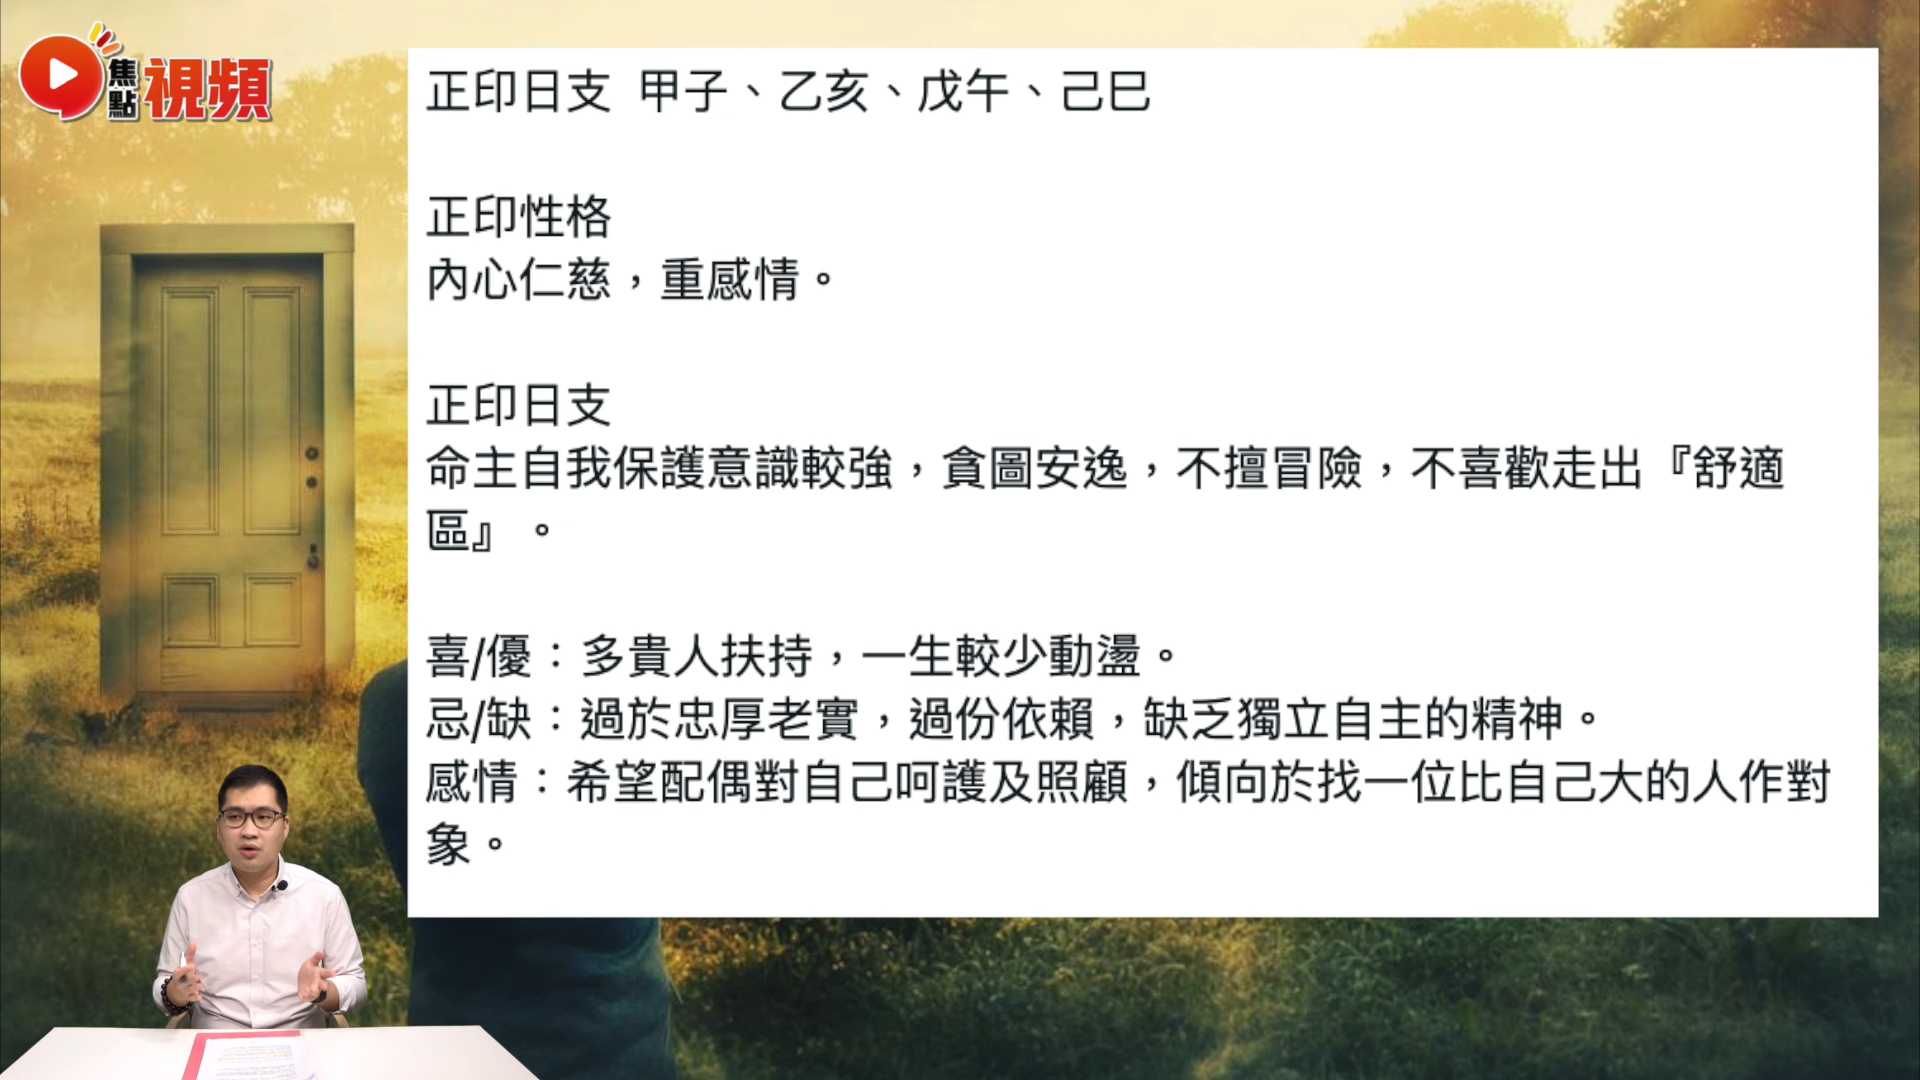 焦點視頻
正印日支 甲子、乙亥、戊午、己巳
正印性格
內心仁慈，重感情。
正印日支
命主自我保護意識較強，貪圖安逸，不擅冒險，不喜歡走出『舒適
區』。
喜/優：多貴人扶持，一生較少動盪。
忌/缺：過於忠厚老實，過份依賴，缺乏獨立自主的精神。
感情：希望配偶對自己呵護及照顧，傾向於找一位比自己大的人作對
象。